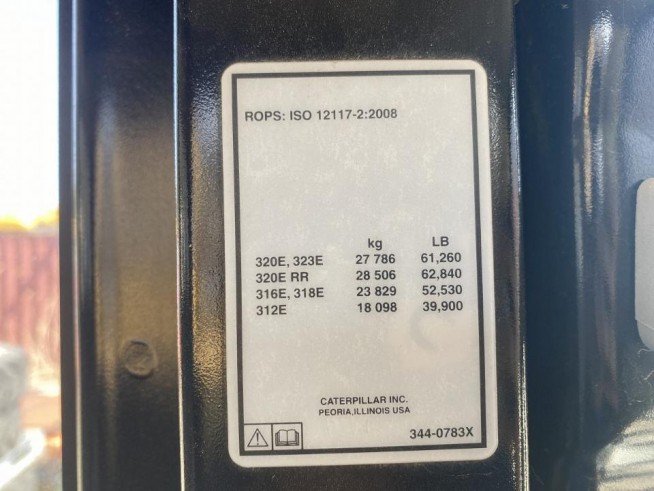 ROPS: ISO 12117-2:2008
kg LB
320E, 323E 27 786 61,260
320E RR 28 506 62,840
316E, 318E 23 829 52,530
312E 18 098 39,900
CATERPILLAR INC.
PEORIA,ILLINOIS USA
344-0783X